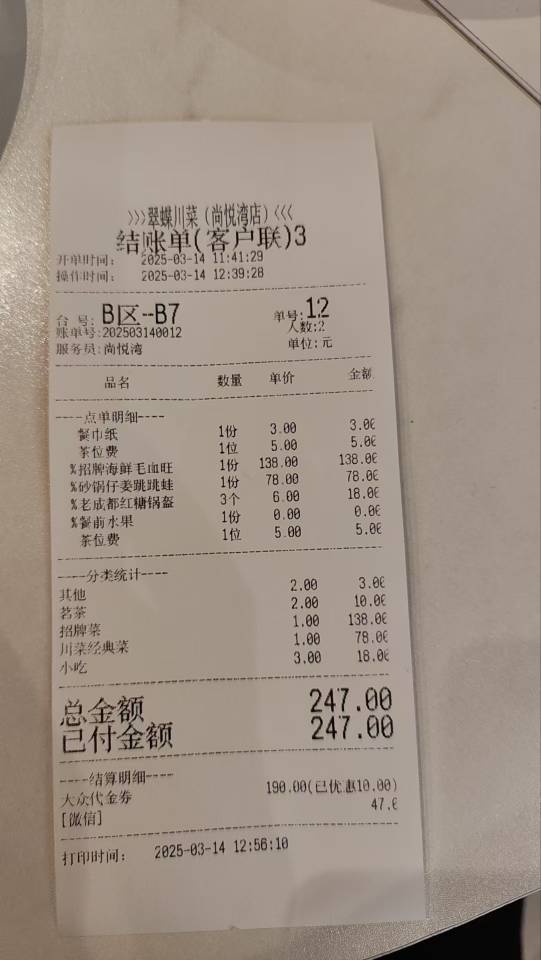 >>>翠蝶川菜(尚悦湾店)<<<
结账单(客户联)3
开单时间: 2025-03-14 11:41:29
操作时间: 2025-03-14 12:39:28
台 号: B区--B7 单号: 12
账单号:202503140012 人数:2
服务员:尚悦湾 单位:元
品名 数量 单价 金额
----点单明细----
餐巾纸 1份 3.00 3.00
茶位费 1位 5.00 5.00
%招牌海鲜毛血旺 1份 138.00 138.00
%砂锅仔姜跳跳蛙 1份 78.00 78.00
%老成都红糖锅盔 3个 6.00 18.00
%餐前水果 1份 0.00 0.00
茶位费 1位 5.00 5.00
----分类统计----
其他 2.00 3.00
茗茶 2.00 10.00
招牌菜 1.00 138.00
川菜经典菜 1.00 78.00
小吃 3.00 18.00
总金额 247.00
已付金额 247.00
----结算明细----
大众代金券 190.00(已优惠10.00)
[微信] 47.0
打印时间: 2025-03-14 12:56:10